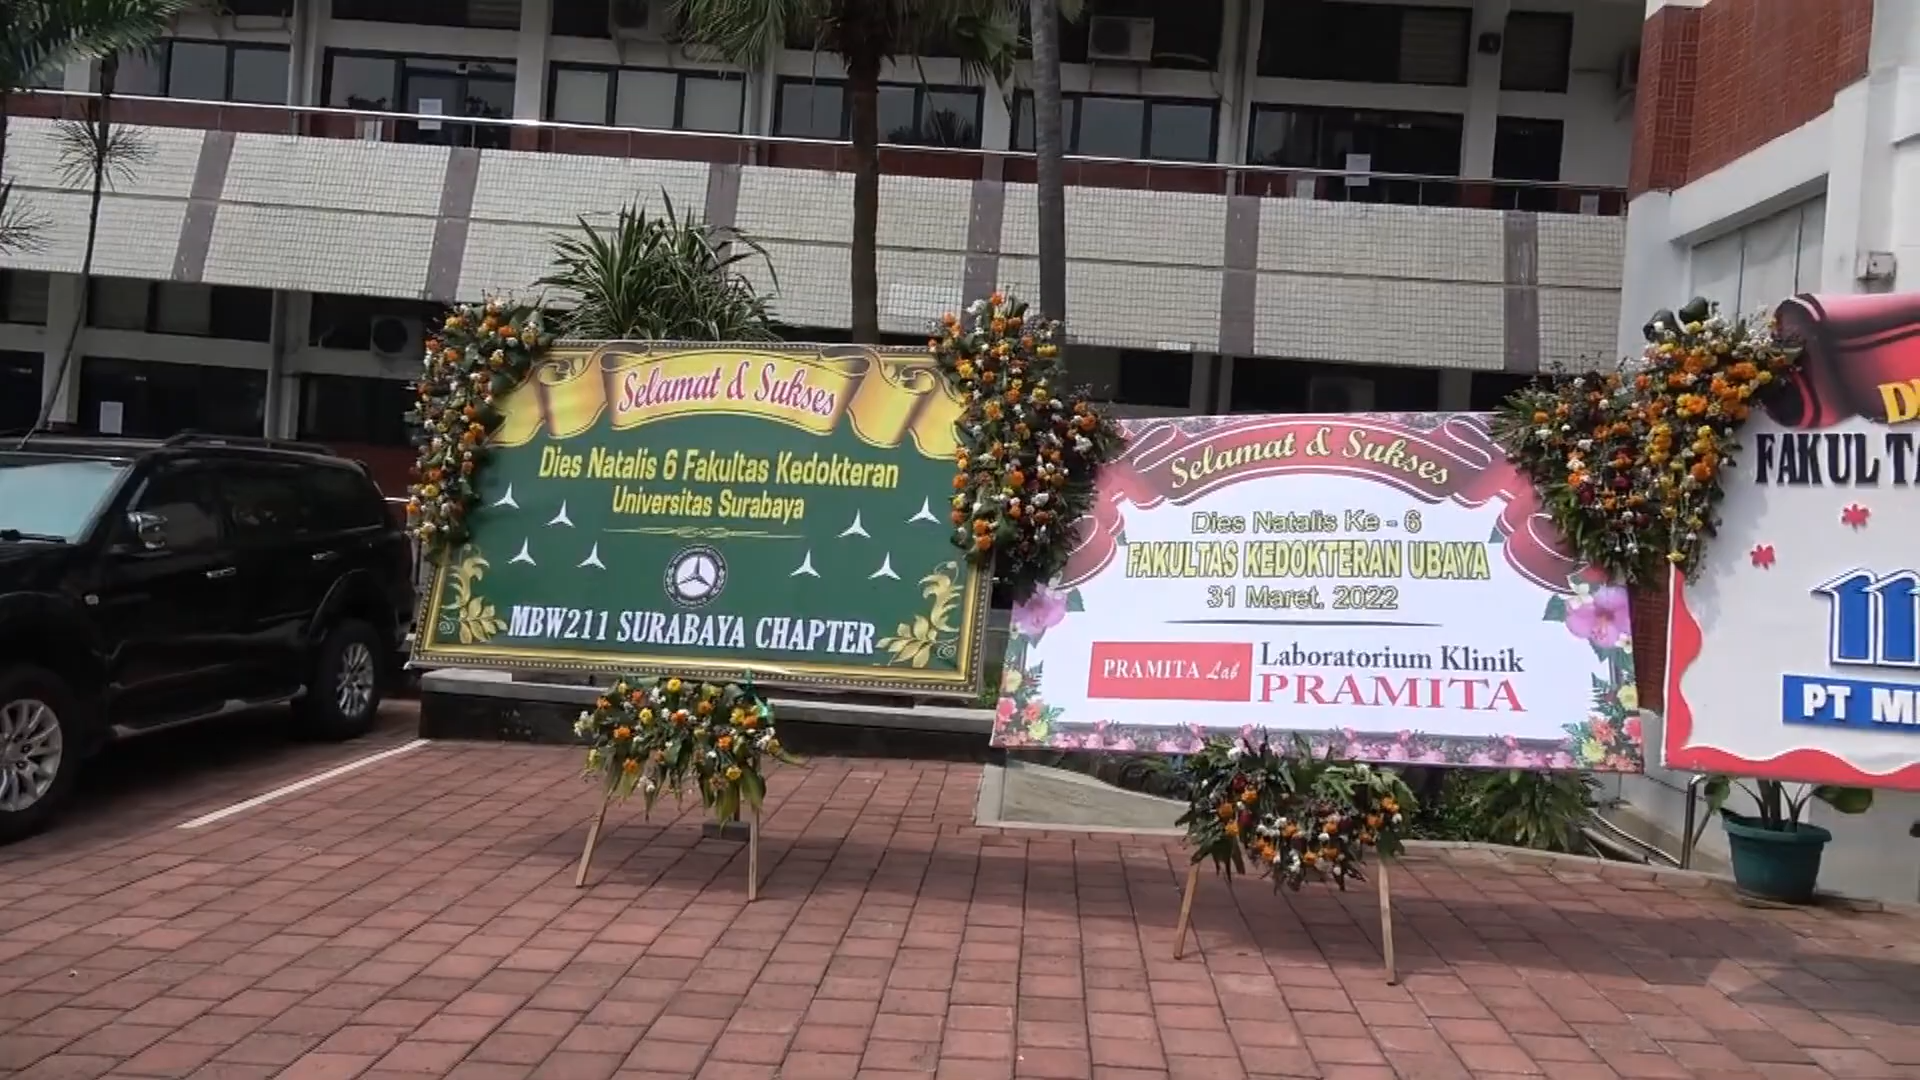 Selamat & Sukses
Dies Natalis 6 Fakultas Kedokteran
Universitas Surabaya
MBW211 SURABAYA CHAPTER
Selamat & Sukses
Dies Natalis Ke - 6
FAKULTAS KEDOKTERAN UBAYA
31 Maret. 2022
PRAMITA Lab
Laboratorium Klinik
PRAMITA
PT